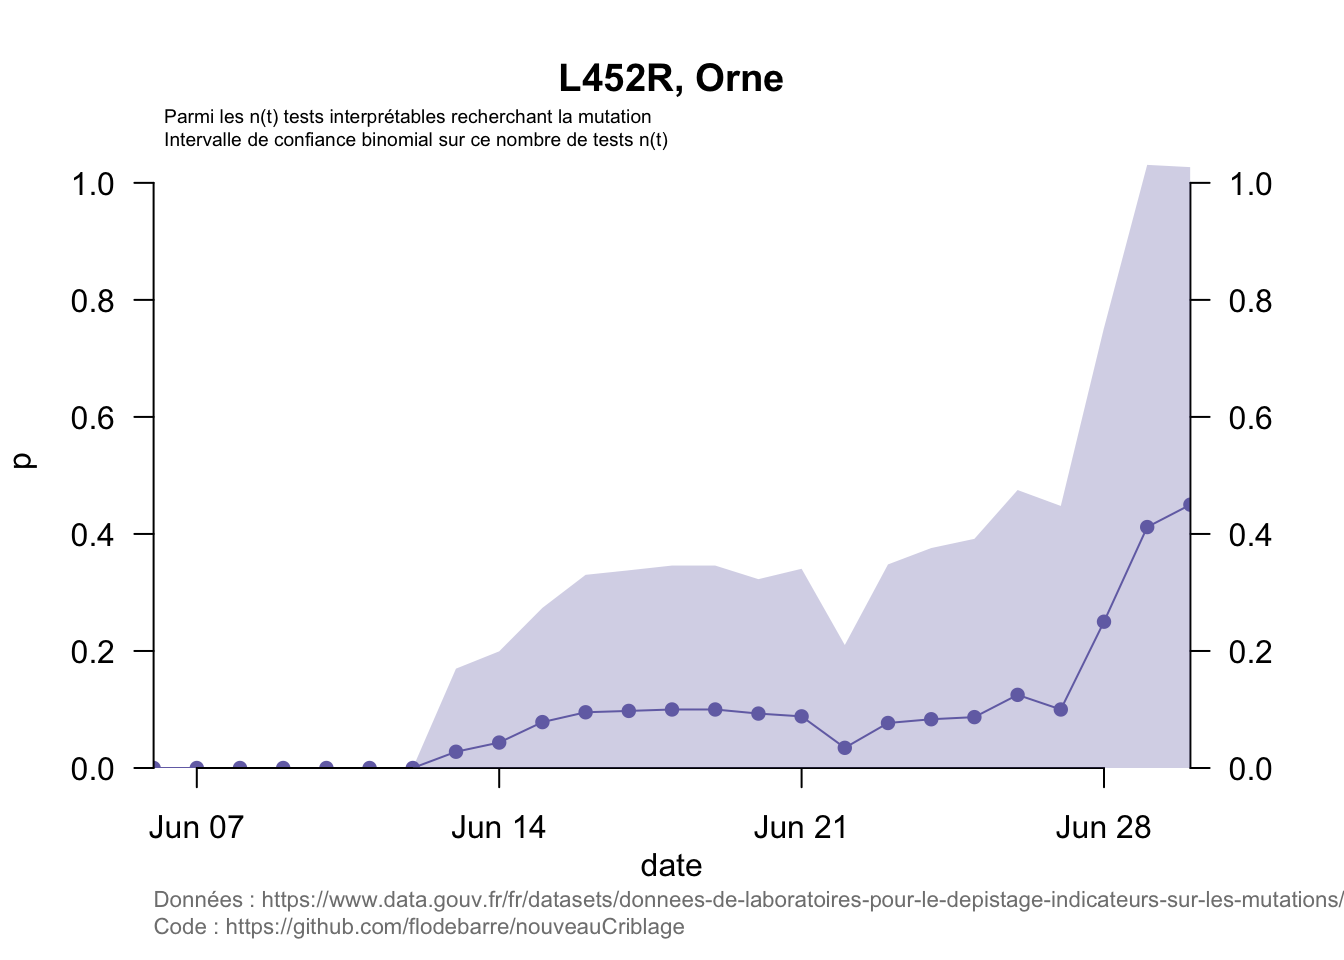 L452R, Orne
Parmi les n(t) tests interprétables recherchant la mutation
Intervalle de confiance binomial sur ce nombre de tests n(t)
1.0 1.0
0.8 0.8
0.6 0.6
p
0.4 0.4
0.2 0.2
0.0 0.0
Jun 07 Jun 14 Jun 21 Jun 28
date
Données : https://www.data.gouv.fr/fr/datasets/donnees-de-laboratoires-pour-le-depistage-indicateurs-sur-les-mutations/
Code : https://github.com/flodebarre/nouveauCriblage